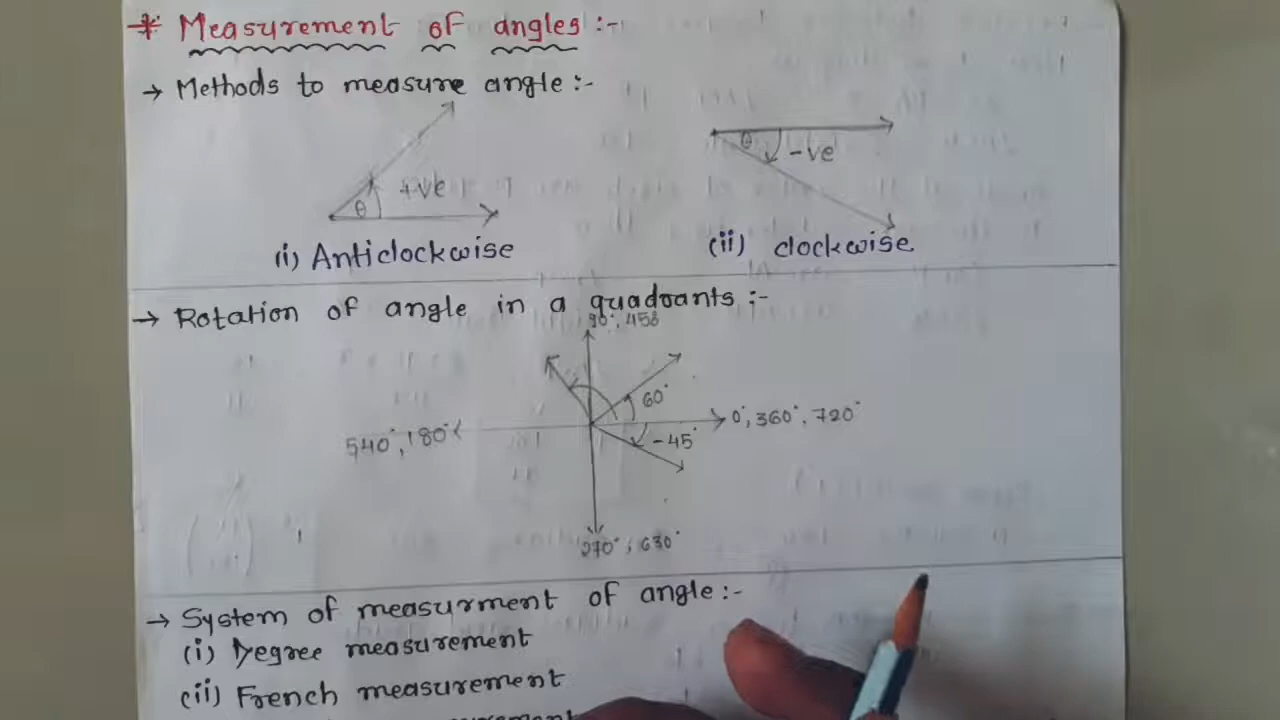 * Measurement of angles :-
→ Methods to measure angle :-
θ +ve
θ -ve
(i) Anticlockwise
(ii) clockwise
→ Rotation of angle in a quadrants :-
90°, 458
60°
0°, 360°, 720°
540°, 180°
-45°
270°, 630°
→ System of measurment of angle :-
(i) Degree measurement
(ii) French measurement